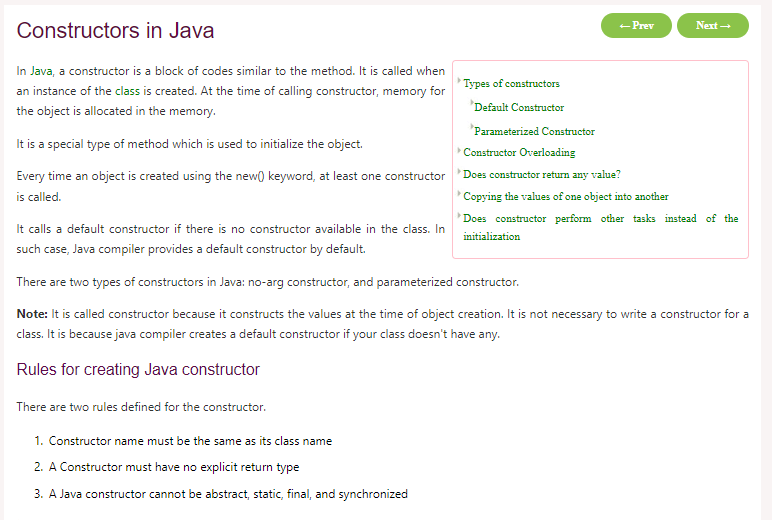 Constructors in Java
← Prev
Next →
In Java, a constructor is a block of codes similar to the method. It is called when
an instance of the class is created. At the time of calling constructor, memory for
the object is allocated in the memory.
It is a special type of method which is used to initialize the object.
Every time an object is created using the new() keyword, at least one constructor
is called.
It calls a default constructor if there is no constructor available in the class. In
such case, Java compiler provides a default constructor by default.
Types of constructors
Default Constructor
Parameterized Constructor
Constructor Overloading
Does constructor return any value?
Copying the values of one object into another
Does constructor perform other tasks instead of the
initialization
There are two types of constructors in Java: no-arg constructor, and parameterized constructor.
Note: It is called constructor because it constructs the values at the time of object creation. It is not necessary to write a constructor for a
class. It is because java compiler creates a default constructor if your class doesn't have any.
Rules for creating Java constructor
There are two rules defined for the constructor.
1. Constructor name must be the same as its class name
2. A Constructor must have no explicit return type
3. A Java constructor cannot be abstract, static, final, and synchronized